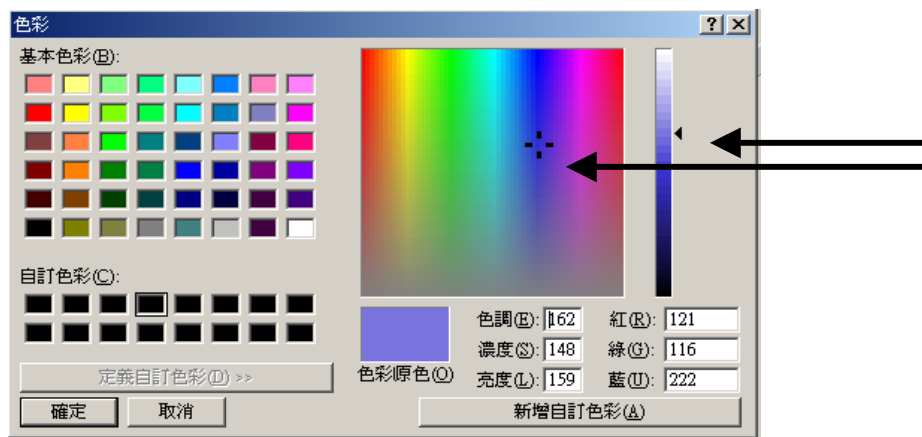 色彩
基本色彩(B):
自訂色彩(C):
定義自訂色彩(D) >>
確定 取消
色彩|原色(O)
色調(E): 162 紅(R): 121
濃度(S): 148 綠(G): 116
亮度(L): 159 藍(U): 222
新增自訂色彩(A)